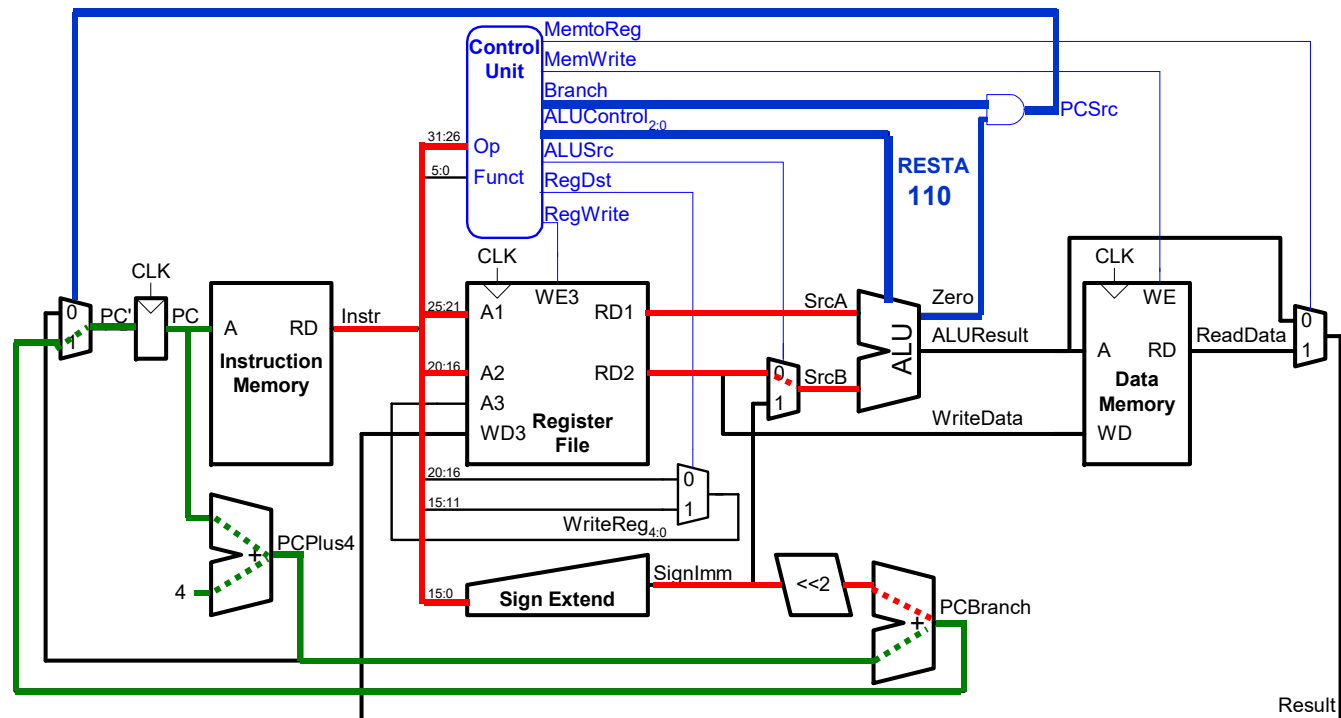 MemtoReg
Control
Unit
MemWrite
Branch
ALUControl2:0
PCSrc
31:26
Op
ALUSrc
RESTA
110
5:0
Funct
RegDst
RegWrite
CLK
CLK
CLK
0
1
PC'
PC
A
RD
Instruction
Memory
Instr
25:21
A1
WE3
RD1
SrcA
Zero
WE
0
1
20:16
A2
RD2
0
1
SrcB
ALU
ALUResult
A
RD
ReadData
A3
Data
Memory
WD3
Register
File
WriteData
WD
20:16
0
15:11
1
WriteReg4:0
PCPlus4
+
4
SignImm
<<2
15:0
Sign Extend
PCBranch
+
Result